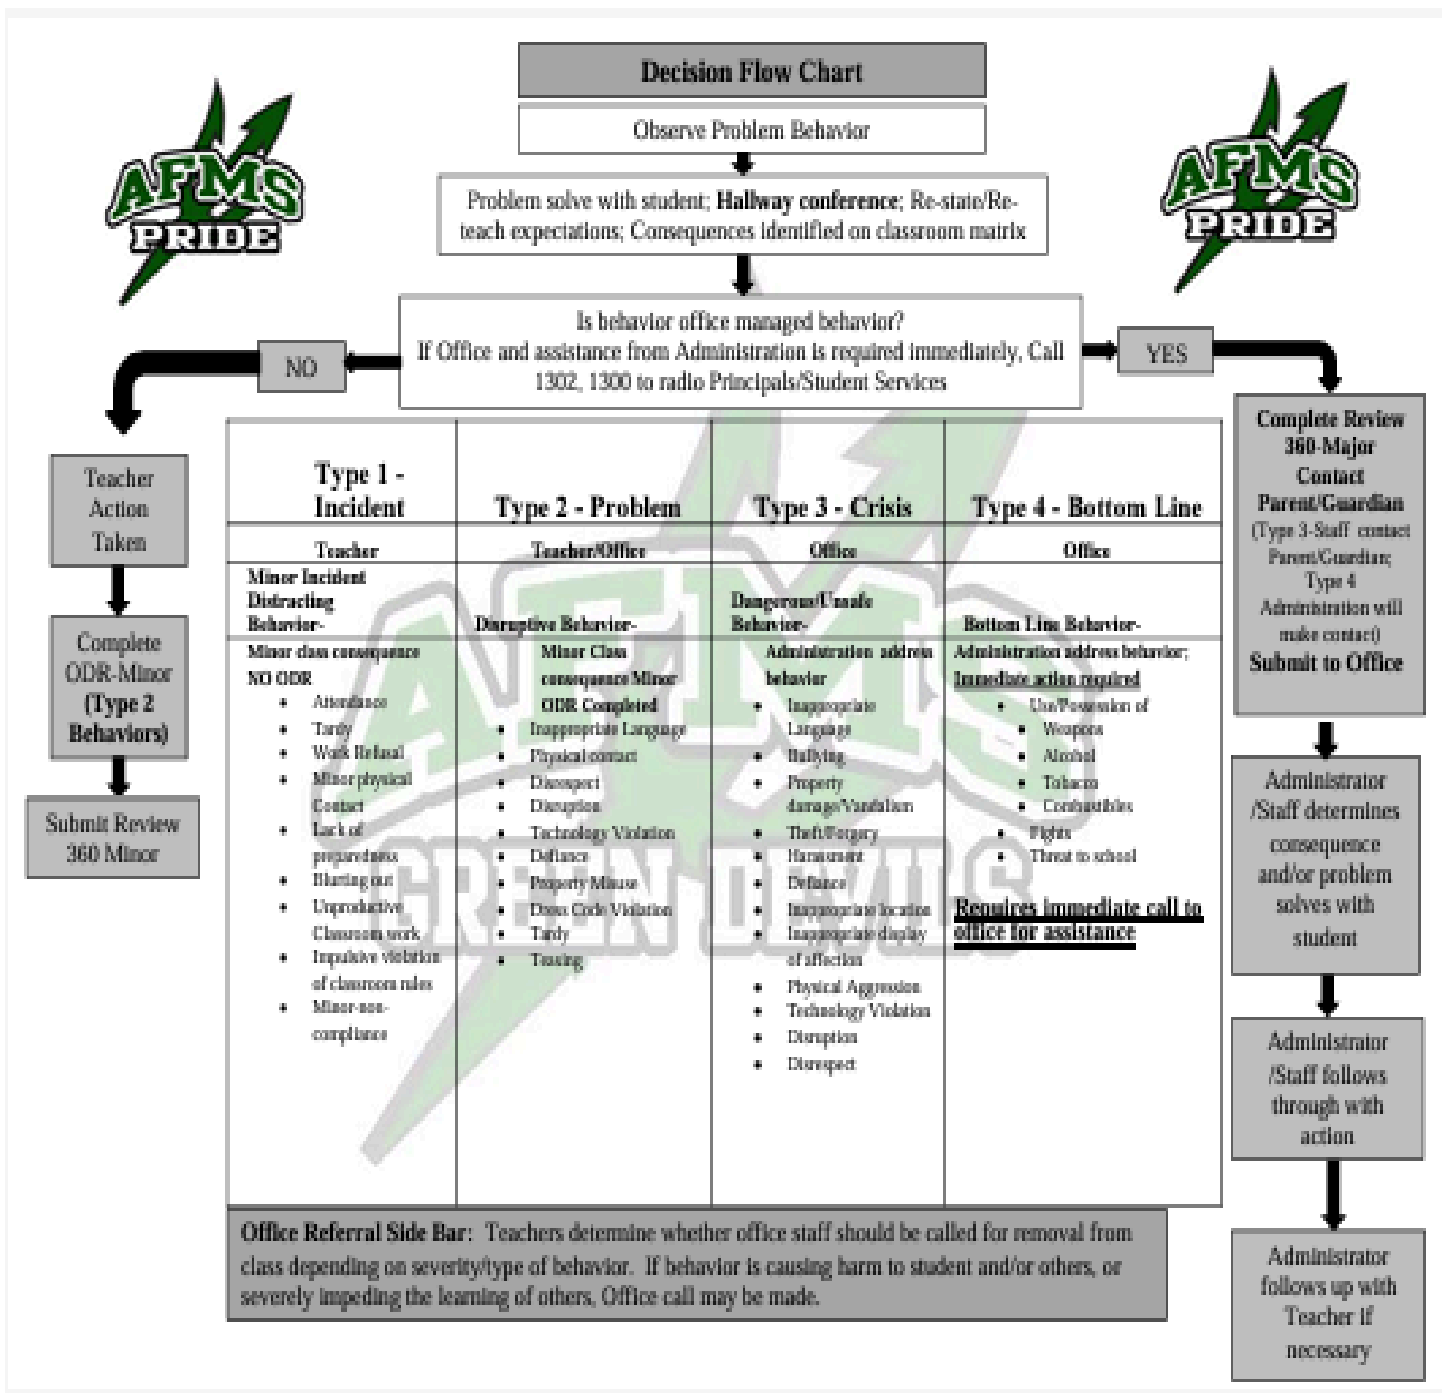 Decision Flow Chart
Observe Problem Behavior
AFMS
PRIDE
AFMS
PRIDE
Problem solve with student; Hallway conference; Re-state/Re-
teach expectations; Consequences identified on classroom matrix
Is behavior office managed behavior?
If Office and assistance from Administration is required immediately, Call
1302, 1300 to radio Principals/Student Services
NO
YES
Teacher
Action
Taken
Complete
ODR-Minor
(Type 2
Behaviors)
Submit Review
360 Minor
Type 1 -
Incident
Teacher
Minor Incident
Distracting
Behavior-
Minor class consequence
NO ODR
• Attendance
• Tardy
• Work Refusal
• Minor physical
Contact
• Lack of
preparedness
• Blurting out
• Unproductive
Classroom work
• Impulsive violation
of classroom rules
• Minor-non-
compliance
Type 2 - Problem
Teacher/Office
Disruptive Behavior-
Minor Class
consequence Minor
ODR Completed
• Inappropriate Language
• Physical contact
• Disrespect
• Disruption
• Technology Violation
• Defiance
• Property Misuse
• Dress Code Violation
• Tardy
• Teasing
Type 3 - Crisis
Office
Dangerous/Unsafe
Behavior-
Administration address
behavior
• Inappropriate
Language
• Bullying
• Property
damage/Vandalism
• Theft/Forgery
• Harassment
• Defiance
• Inappropriate location
• Inappropriate display
of affection
• Physical Aggression
• Technology Violation
• Disruption
• Disrespect
Type 4 - Bottom Line
Office
Bottom Line Behavior-
Administration address behavior;
Immediate action required
• Use/Possession of
• Weapons
• Alcohol
• Tobacco
• Combustibles
• Fights
• Threat to school
Requires immediate call to
office for assistance
AFMS
GREEN DEVILS
Complete Review
360-Major
Contact
Parent/Guardian
(Type 3-Staff contact
Parent/Guardian;
Type 4
Administration will
make contact)
Submit to Office
Administrator
/Staff determines
consequence
and/or problem
solves with
student
Administrator
/Staff follows
through with
action
Administrator
follows up with
Teacher if
necessary
Office Referral Side Bar: Teachers determine whether office staff should be called for removal from
class depending on severity/type of behavior. If behavior is causing harm to student and/or others, or
severely impeding the learning of others, Office call may be made.